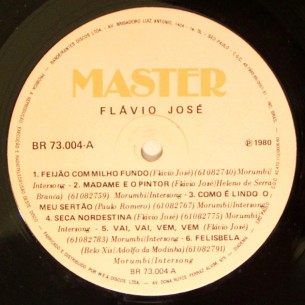 MASTER
FLÁVIO JOSÉ
BR 73.004-A
℗ 1980
1. FEIJÃO COM MILHO FUNDO (Flávio José) (61082740) Morumbi/
Intersong - 2. MADAME E O PINTOR (Flávio José/Heleno de Serra
Branca) (61082759) Morumbi/Intersong - 3. COMO É LINDO O
MEU SERTÃO (Paulo Romero) (61082767) Morumbi/Intersong -
4. SECA NORDESTINA (Flávio José) (61082775) Morumbi/Inter-
song - 5. VAI, VAI, VEM, VEM (Flávio José)
(61082783) Morumbi/Intersong - 6. FELISBELA
(Belo Xis/Adolfo da Modinha) (61082791)
Morumbi/Intersong
BR 73.004 A